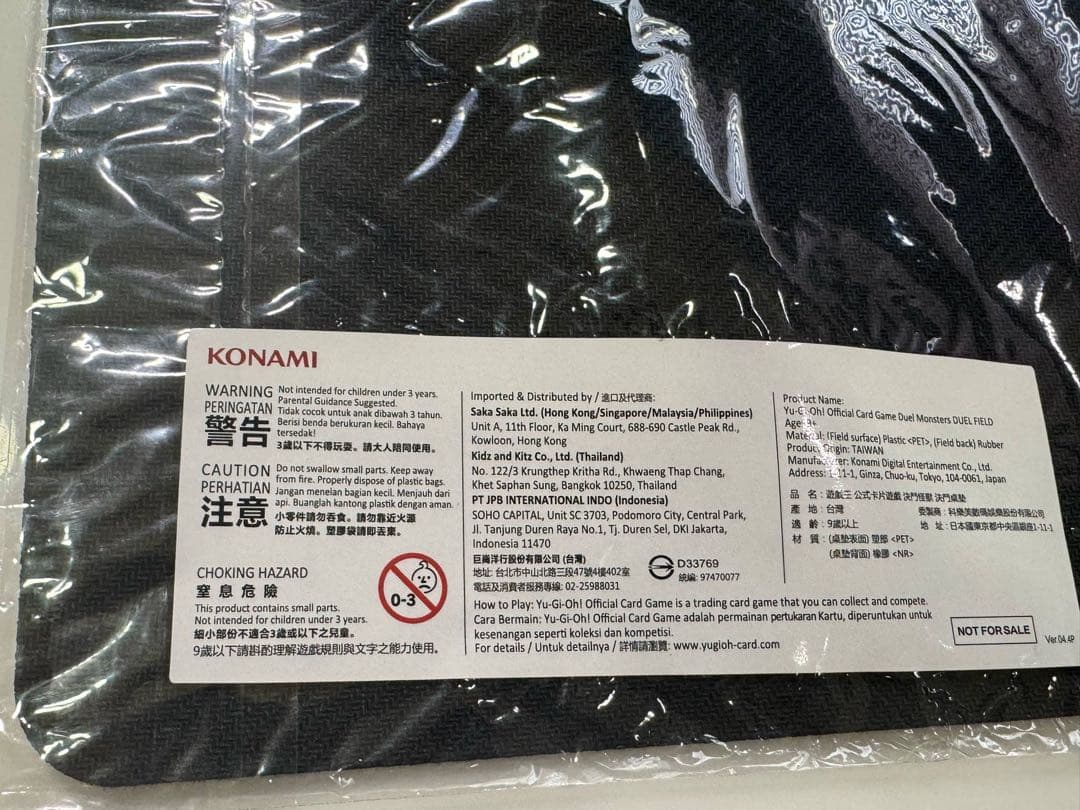 KONAMI
WARNING
PERINGATAN
警告
Not intended for children under 3 years.
Parental Guidance Suggested.
Tidak cocok untuk anak dibawah 3 tahun.
Berisi benda berukuran kecil. Bahaya
tersedak!
3歲以下不得玩耍。請大人陪同使用。
CAUTION
PERHATIAN
注意
Do not swallow small parts. Keep away
from fire. Properly dispose of plastic bags.
Jangan menelan bagian kecil. Menjauh dari
api. Buanglah kantong plastik dengan aman.
小零件請勿吞食。請勿靠近火源
防止火燒。塑膠袋請即丟棄。
CHOKING HAZARD
窒息危險
This product contains small parts.
Not intended for children under 3 years.
細小部份不適合3歲或以下之兒童。
9歲以下請斟酌理解遊戲規則與文字之能力使用。
0-3
Imported & Distributed by / 進口及代理商:
Saka Saka Ltd. (Hong Kong/Singapore/Malaysia/Philippines)
Unit A, 11th Floor, Ka Ming Court, 688-690 Castle Peak Rd.,
Kowloon, Hong Kong
Kidz and Kitz Co., Ltd. (Thailand)
No. 122/3 Krungthep Kritha Rd., Khwaeng Thap Chang,
Khet Saphan Sung, Bangkok 10250, Thailand
PT JPB INTERNATIONAL INDO (Indonesia)
SOHO CAPITAL, Unit SC 3703, Podomoro City, Central Park,
Jl. Tanjung Duren Raya No.1, Tj. Duren Sel, DKI Jakarta,
Indonesia 11470
巨崗洋行股份有限公司 (台灣)
地址: 台北市中山北路三段47號4樓402室
電話及消費者服務專線: 02-25988031
D33769
統編: 97470077
How to Play: Yu-Gi-Oh! Official Card Game is a trading card game that you can collect and compete.
Cara Bermain: Yu-Gi-Oh! Official Card Game adalah permainan pertukaran Kartu, diperuntukan untuk
kesenangan seperti koleksi dan kompetisi.
For details / Untuk detailnya / 詳情請瀏覽: www.yugioh-card.com
Product Name:
Yu-Gi-Oh! Official Card Game Duel Monsters DUEL FIELD
Age: 9+
Material: (Field surface) Plastic <PET>, (Field back) Rubber
Product Origin: TAIWAN
Manufacturer: Konami Digital Entertainment Co., Ltd.
Address: 1-11-1, Ginza, Chuo-ku, Tokyo, 104-0061, Japan
品 名：遊戲王 公式卡片遊戲 決鬥怪獸 決鬥桌墊
產 地：台灣 委製商：科樂美數碼娛樂股份有限公司
適 齡：9歲以上 地 址：日本國東京都中央區銀座1-11-1
材 質：(桌墊表面) 塑膠 <PET>
(桌墊背面) 橡膠 <NR>
NOT FOR SALE
Ver.04.4P